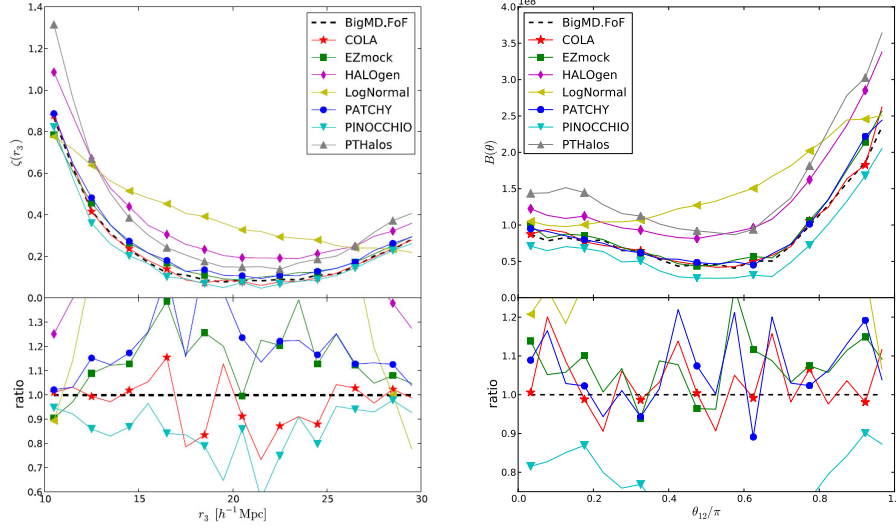 1.4
1.2
1.0
0.8
0.6
0.4
0.2
0.0
ζ(r₃)
BigMD.FoF
COLA
EZmock
HALOgen
LogNormal
PATCHY
PINOCCHIO
PTHalos
1.3
1.2
1.1
1.0
0.9
0.8
0.7
0.6
ratio
10 15 20 25 30
r₃ [h⁻¹ Mpc]
4.0 1e8
3.5
3.0
2.5
2.0
1.5
1.0
0.5
0.0
B(θ)
BigMD.FoF
COLA
EZmock
HALOgen
LogNormal
PATCHY
PINOCCHIO
PTHalos
1.2
1.1
1.0
0.9
0.8
ratio
0.0 0.2 0.4 0.6 0.8 1.0
θ₁₂/π